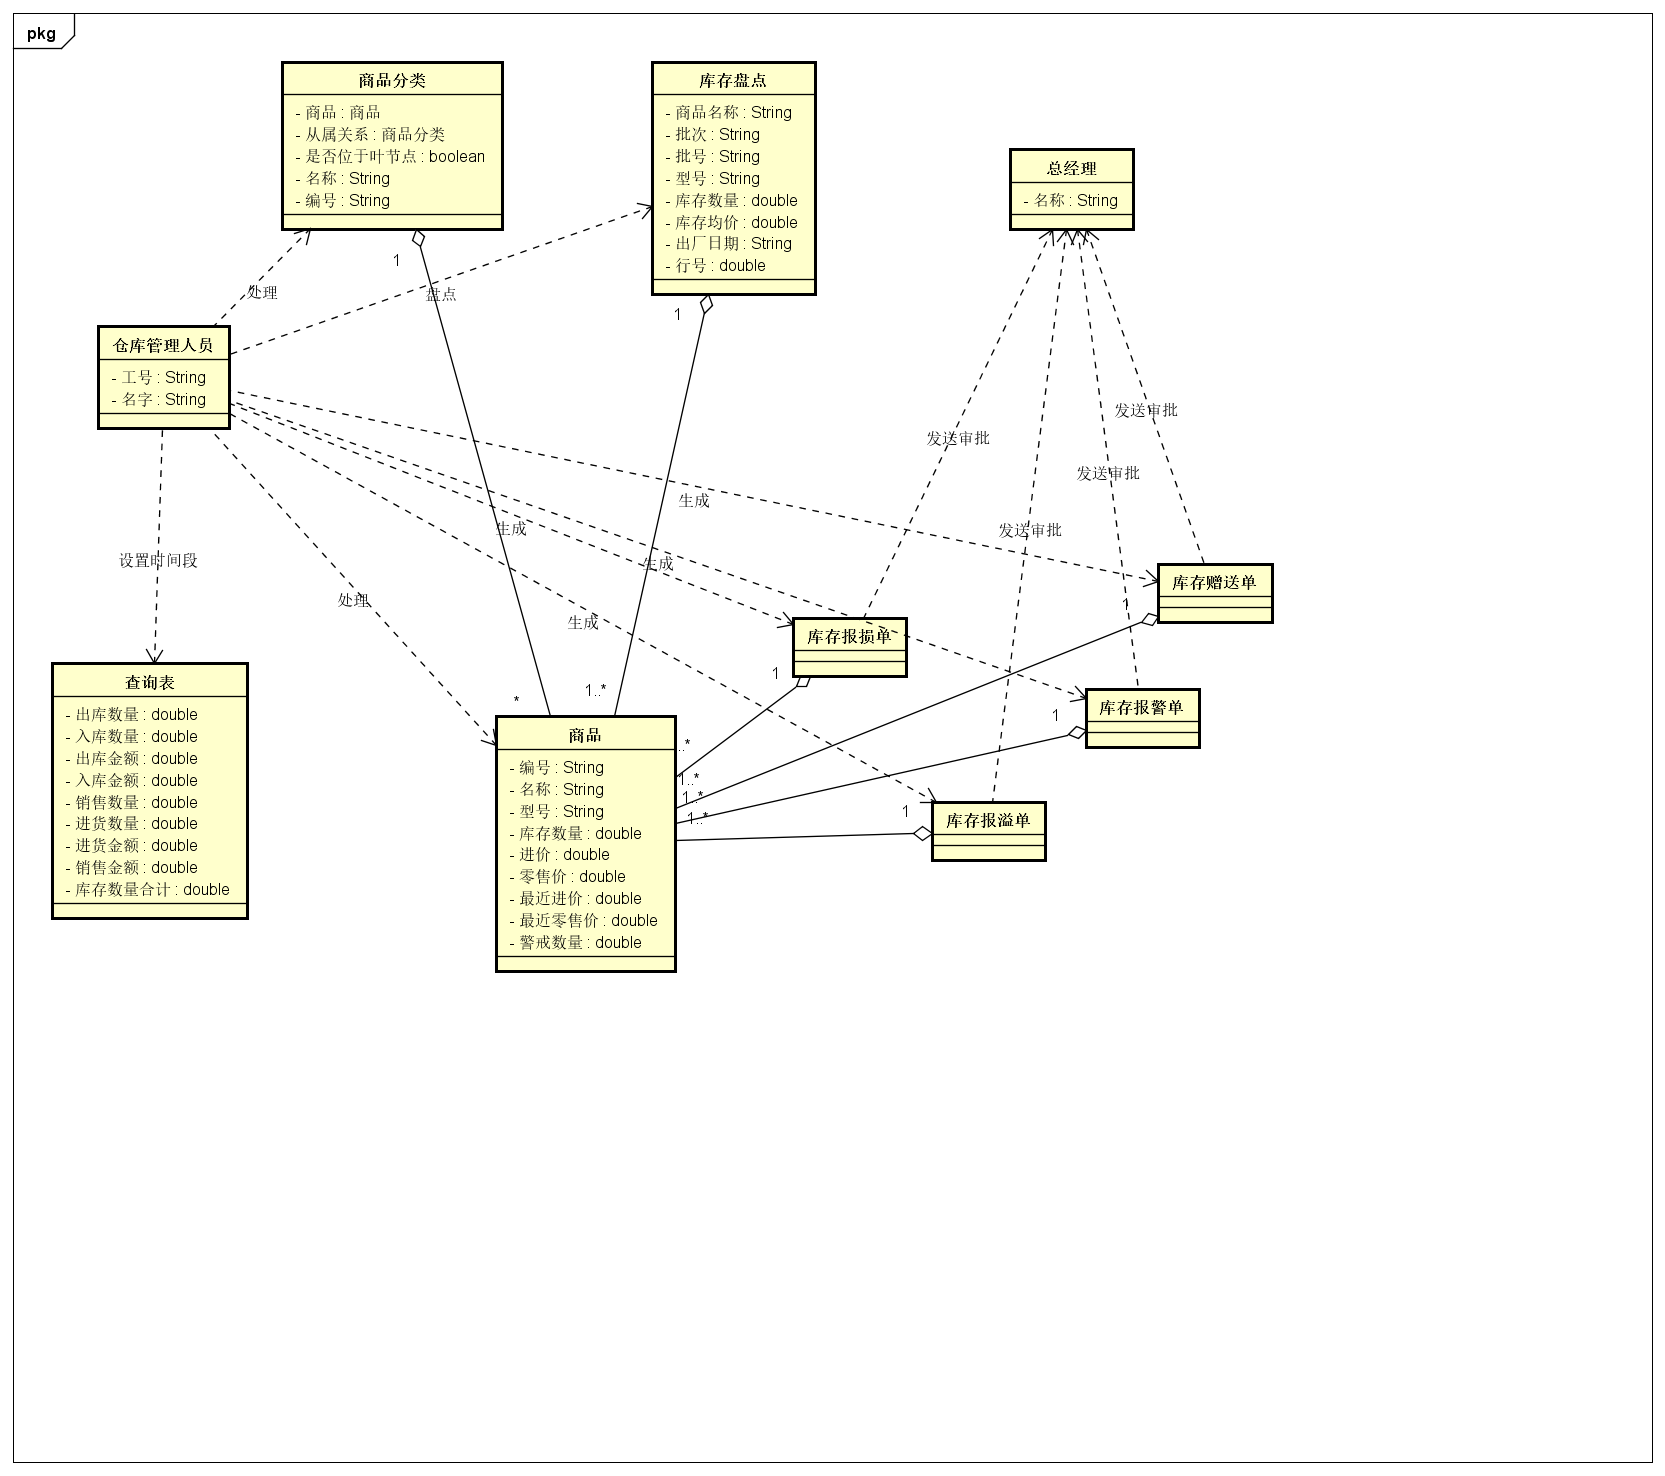 pkg
商品分类
- 商品 : 商品
- 从属关系 : 商品分类
- 是否位于叶节点 : boolean
- 名称 : String
- 编号 : String
库存盘点
- 商品名称 : String
- 批次 : String
- 批号 : String
- 型号 : String
- 库存数量 : double
- 库存均价 : double
- 出厂日期 : String
- 行号 : double
总经理
- 名称 : String
1
处理
盘点
1
仓库管理人员
- 工号 : String
- 名字 : String
发送审批
发送审批
发送审批
发送审批
生成
生成
生成
生成
设置时间段
处理
库存赠送单
1
库存报损单
1
库存报警单
1
库存报溢单
1
查询表
- 出库数量 : double
- 入库数量 : double
- 出库金额 : double
- 入库金额 : double
- 销售数量 : double
- 进货数量 : double
- 进货金额 : double
- 销售金额 : double
- 库存数量合计 : double
*
1..*
..*
1..*
1..*
1..*
商品
- 编号 : String
- 名称 : String
- 型号 : String
- 库存数量 : double
- 进价 : double
- 零售价 : double
- 最近进价 : double
- 最近零售价 : double
- 警戒数量 : double